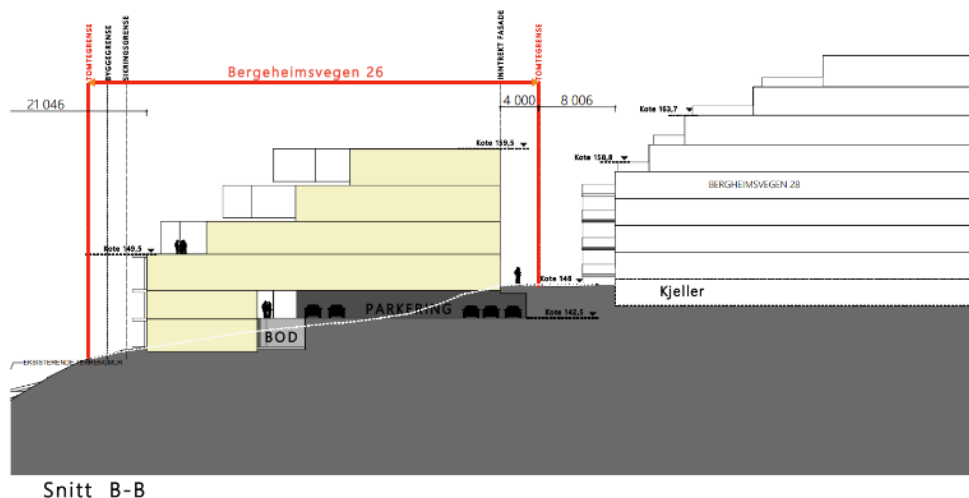 TOMTEGRENSE
BYGGEGRENSE
SIKRINGSGRENSE
INNTREKT FASADE
TOMTEGRENSE
Bergeheimsvegen 26
21 046
4 000
8 006
Kote 163,7
Kote 159,5
Kote 158,8
BERGHEIMSVEGEN 28
Kote 149,5
Kote 146
Kjeller
PARKERING
Kote 142,5
BOD
EKSISTERENDE TERRENGMUR
Snitt B-B